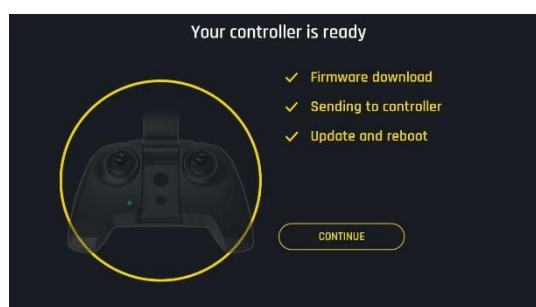 Your controller is ready
Firmware download
Sending to controller
Update and reboot
CONTINUE